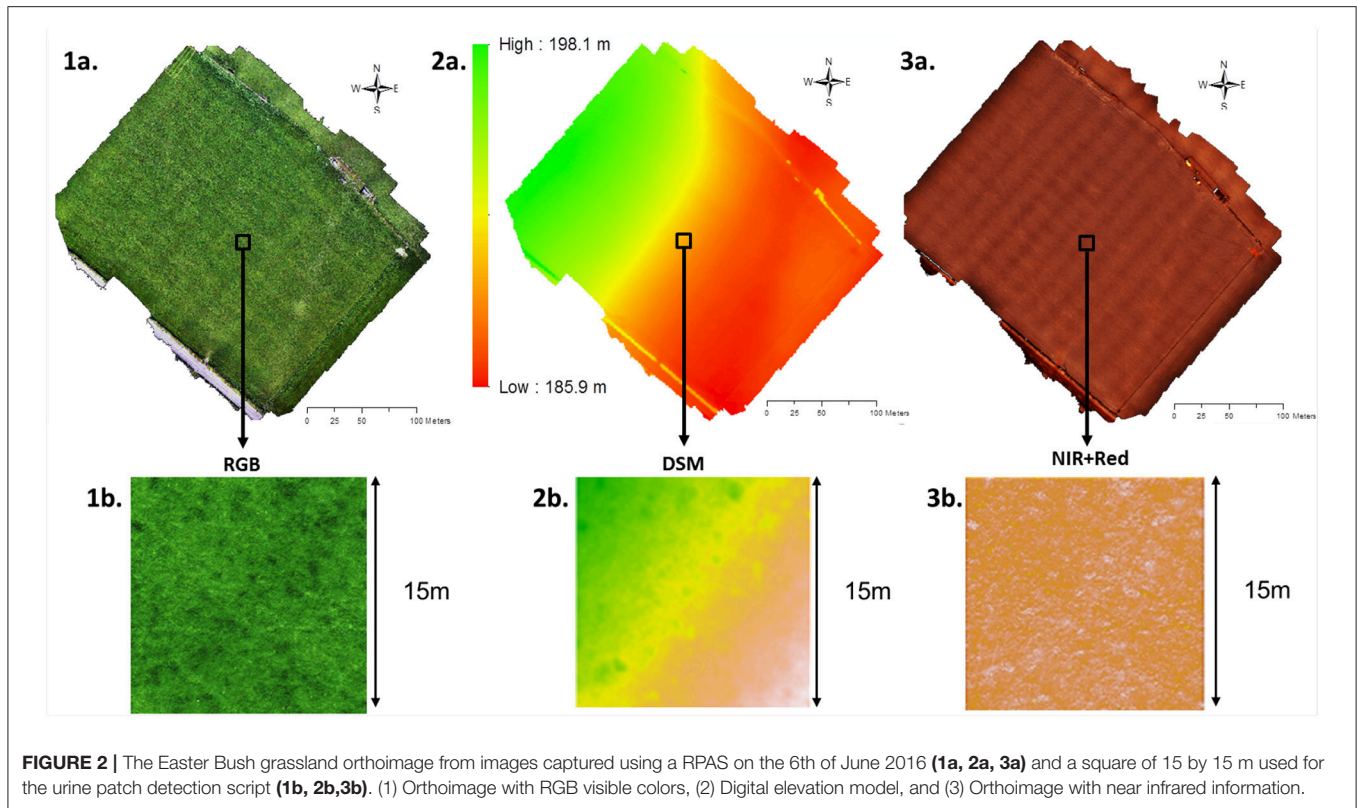 1a.
N
W E
S
0 25 50 100 Meters
2a.
High : 198.1 m
Low : 185.9 m
N
W E
S
0 25 50 100 Meters
3a.
N
W E
S
0 25 50 100 Meters
RGB
DSM
NIR+Red
1b.
15m
2b.
15m
3b.
15m
FIGURE 2 | The Easter Bush grassland orthoimage from images captured using a RPAS on the 6th of June 2016 (1a, 2a, 3a) and a square of 15 by 15 m used for
the urine patch detection script (1b, 2b,3b). (1) Orthoimage with RGB visible colors, (2) Digital elevation model, and (3) Orthoimage with near infrared information.